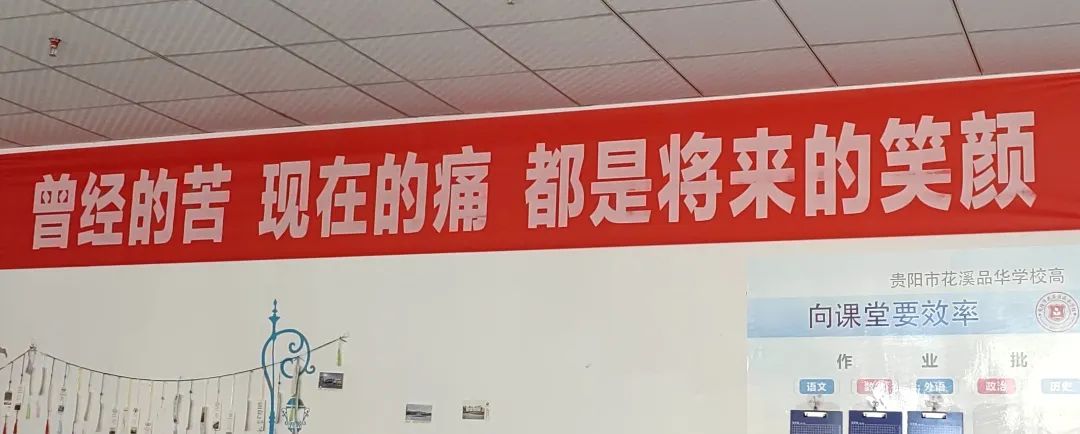 曾经的苦 现在的痛 都是将来的笑颜
贵阳市花溪品华学校高
向课堂要效率
作 业 批
语文 数 外语 政治 历史